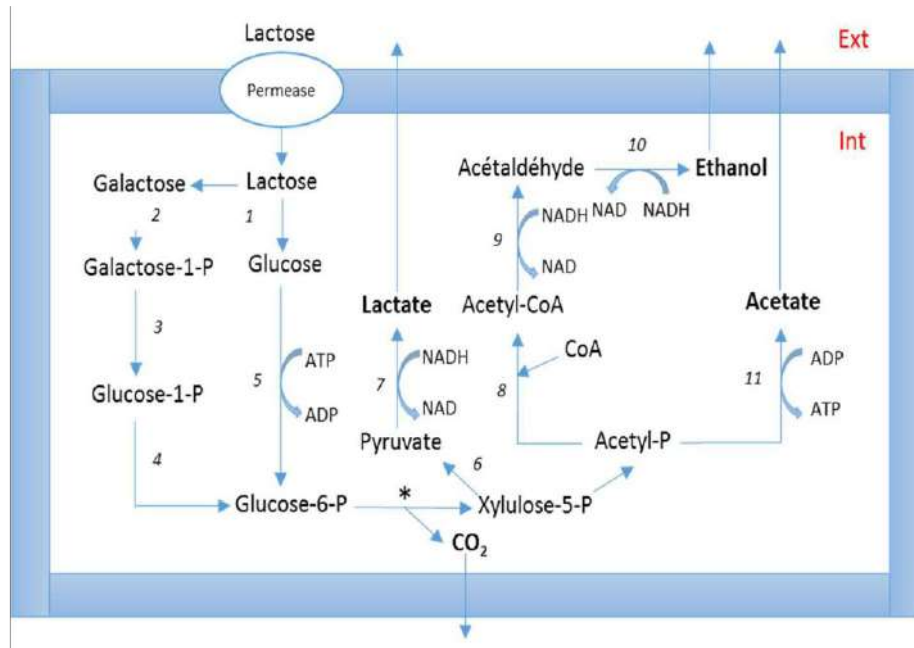 Lactose
Ext
Permease
Int
10
Acétaldéhyde
Ethanol
Galactose
Lactose
NAD
NADH
2
1
NADH
9
Galactose-1-P
Glucose
NAD
Lactate
Acetyl-CoA
Acetate
3
CoA
ATP
NADH
ADP
5
7
8
11
Glucose-1-P
ADP
NAD
ATP
Pyruvate
Acetyl-P
4
6
Glucose-6-P
*
Xylulose-5-P
CO₂